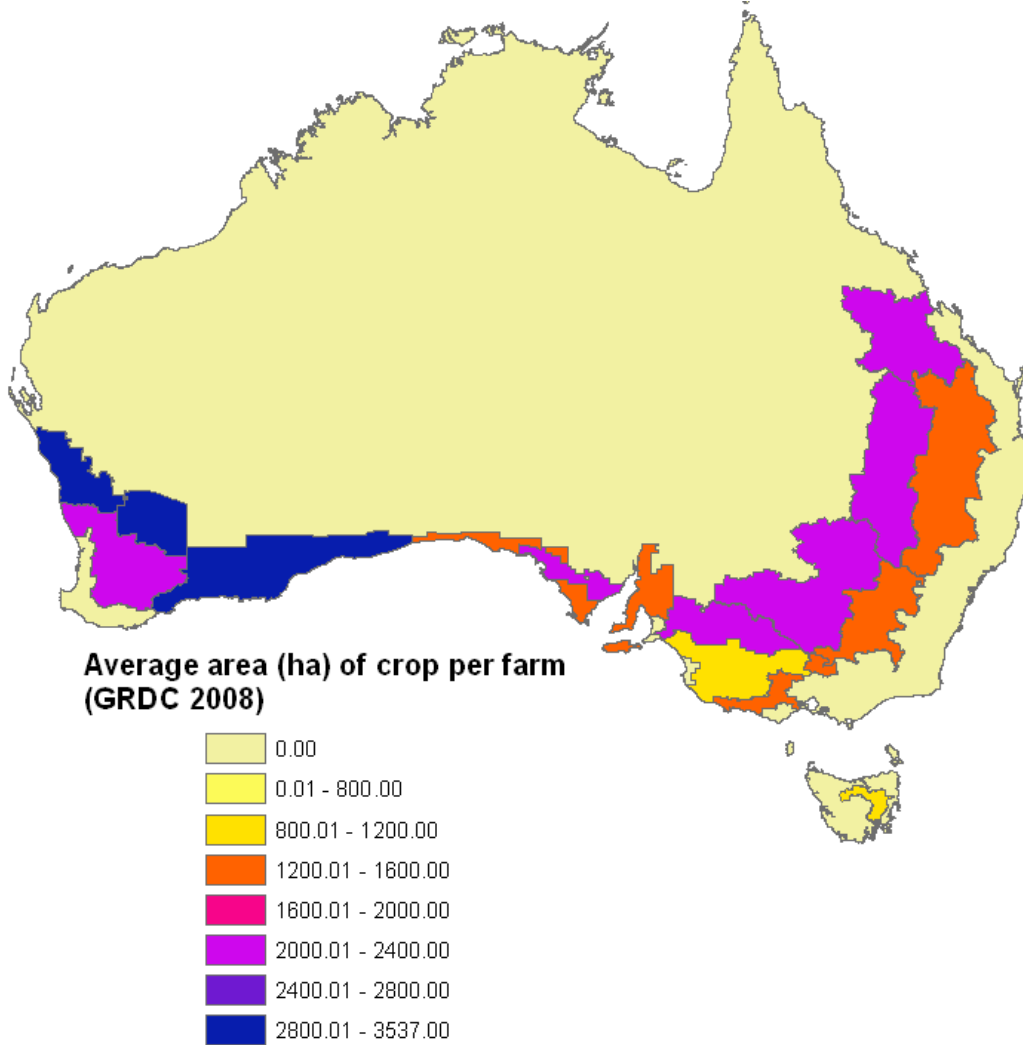 Average area (ha) of crop per farm
(GRDC 2008)
0.00
0.01 - 800.00
800.01 - 1200.00
1200.01 - 1600.00
1600.01 - 2000.00
2000.01 - 2400.00
2400.01 - 2800.00
2800.01 - 3537.00